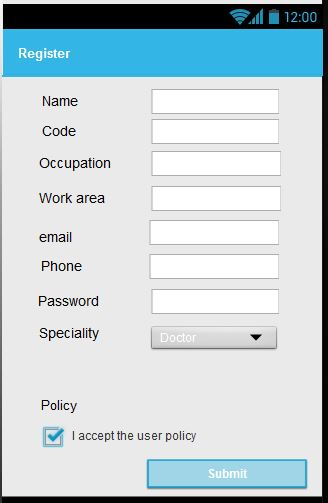 12:00
Register
Name
Code
Occupation
Work area
email
Phone
Password
Speciality Doctor
Policy
I accept the user policy
Submit